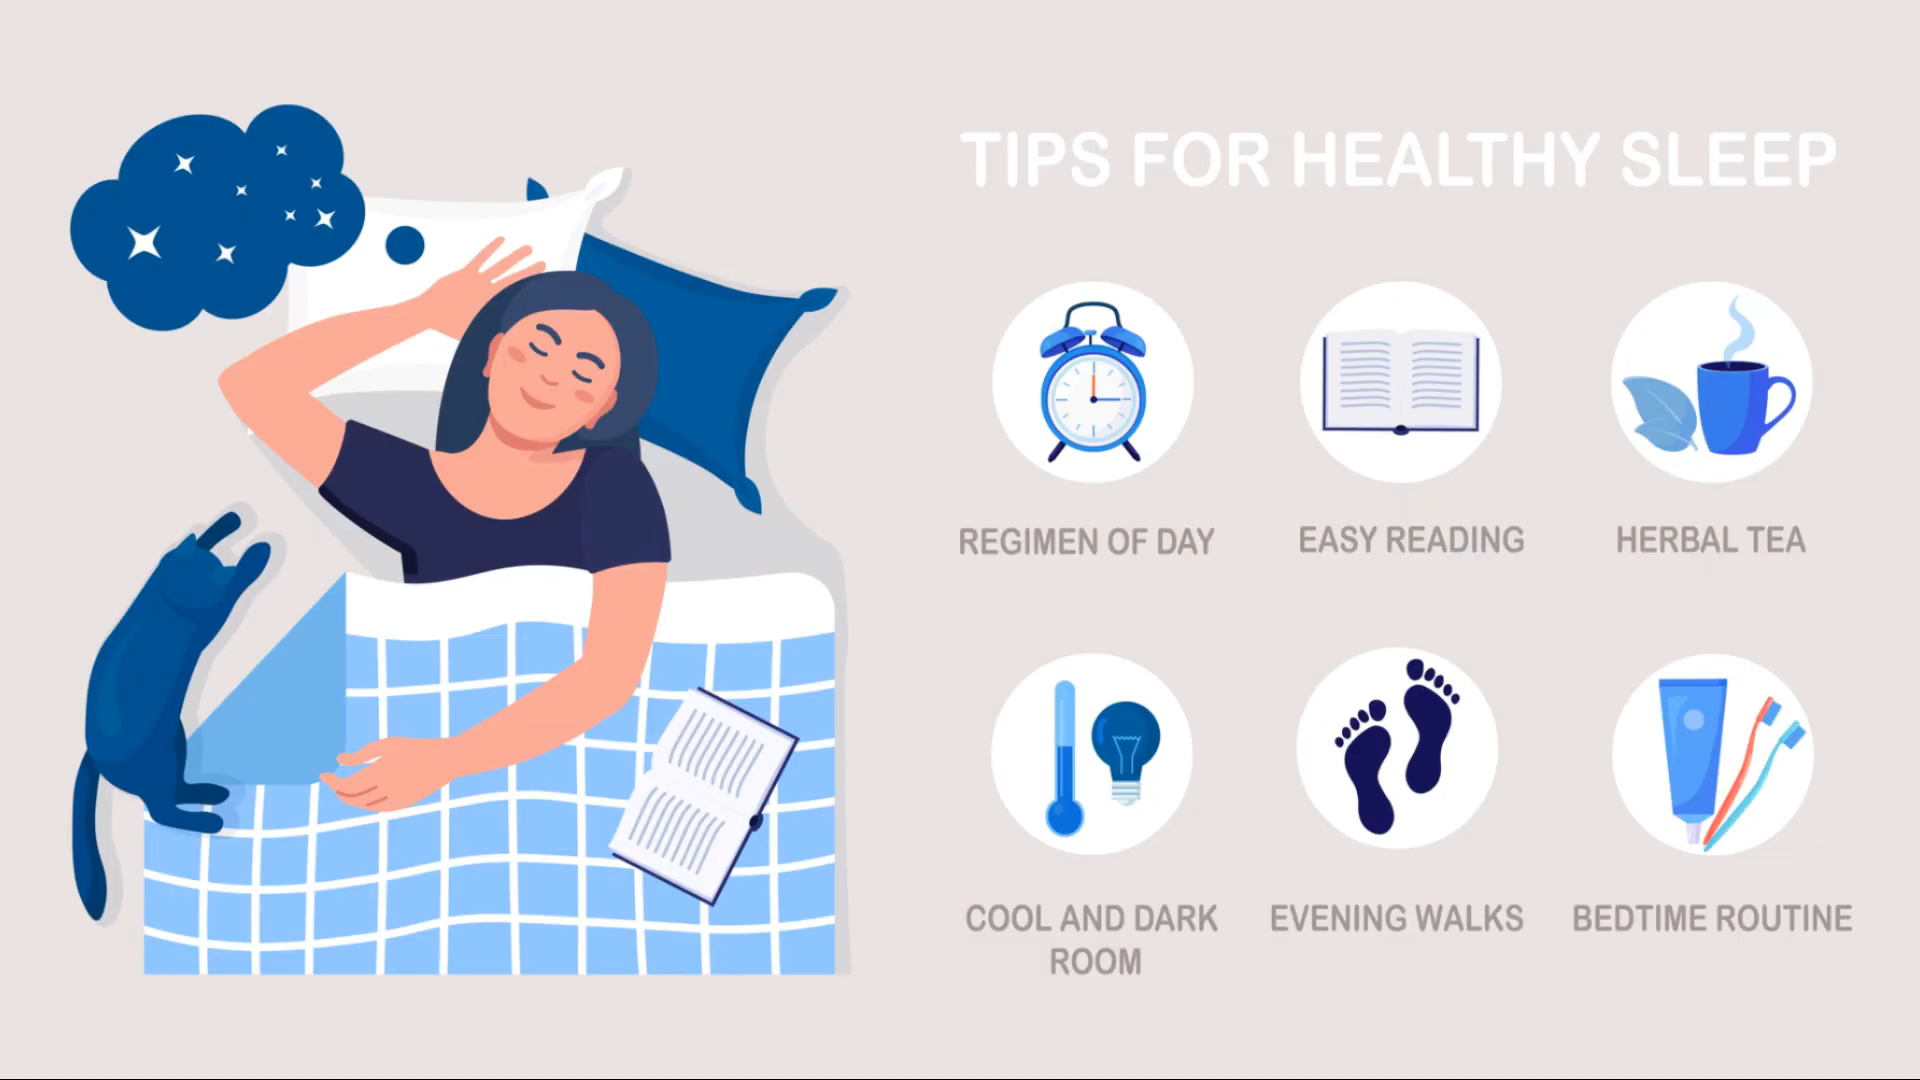 TIPS FOR HEALTHY SLEEP
REGIMEN OF DAY
EASY READING
HERBAL TEA
COOL AND DARK
ROOM
EVENING WALKS
BEDTIME ROUTINE